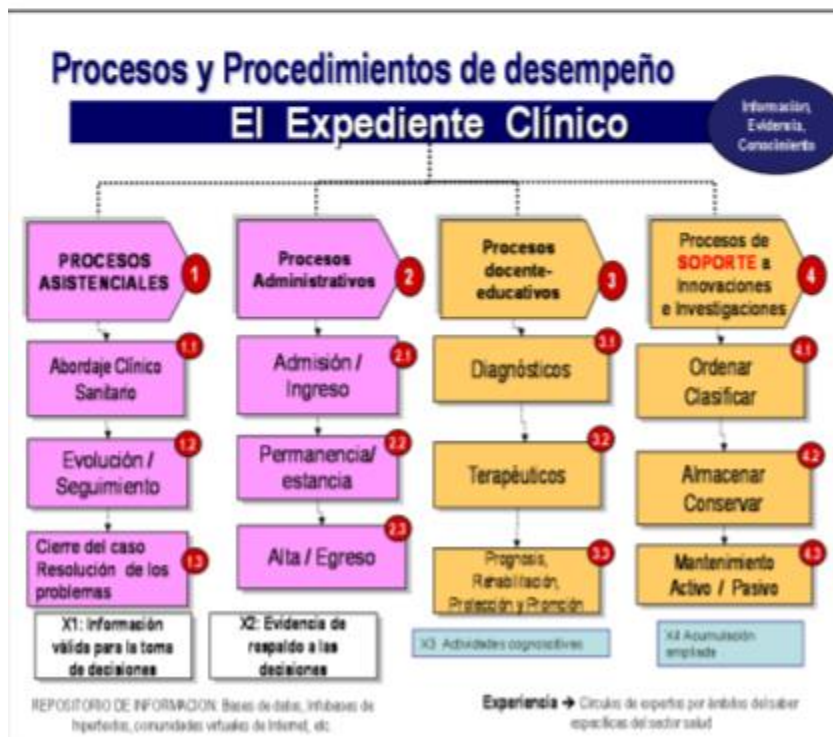 Procesos y Procedimientos de desempeño
El Expediente Clínico
Información,
Evidencia,
Conocimiento
PROCESOS
ASISTENCIALES
1
Procesos
Administrativos
2
Procesos
docente-
educativos
3
Procesos de
SOPORTE a
Innovaciones
e Investigaciones
4
1.1
Abordaje Clínico
Sanitario
2.1
Admisión /
Ingreso
3.1
Diagnósticos
4.1
Ordenar
Clasificar
1.2
Evolución /
Seguimiento
2.2
Permanencia/
estancia
3.2
Terapèuticos
4.2
Almacenar
Conservar
1.3
Cierre del caso
Resolución de los
problemas
2.3
Alta / Egreso
3.3
Prognosis,
Rehabilitación,
Protección y Promoción
4.3
Mantenimiento
Activo / Pasivo
X1: Información
válida para la toma
de decisiones
X2: Evidencia de
respaldo a las
decisiones
X3 Actividades cognoscitivas
X4 Acumulación
ampliada
REPOSITORIO DE INFORMACION: Bases de datos, Infobases de
hipertextos, comunidades virtuales de Internet, etc
Experiencia → Círculos de expertos por ámbitos del saber
específicas del sector salud